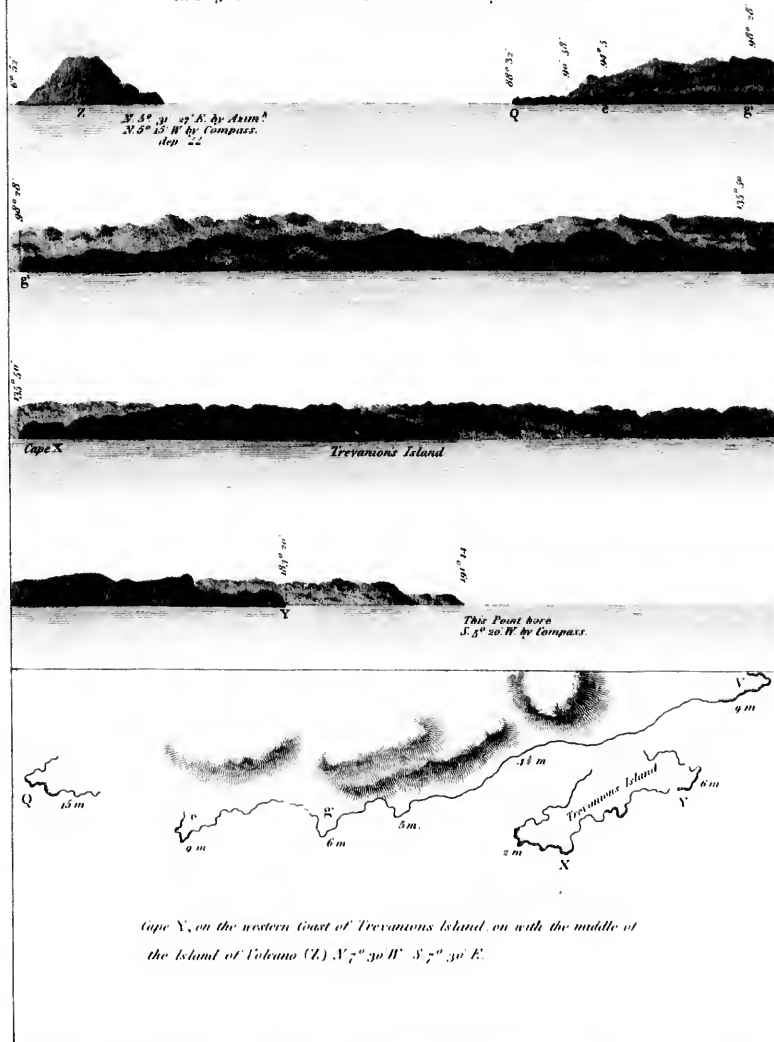 6° 52'
88° 32'
90° 58'
94° 5
98° 28'
Z
N. 5° 31' 27" E. by Azim.h
N. 5° 15' W. by Compass.
Q
e
g
98° 28'
135° 50'
g
135° 50'
Cape X
Trevanion's Island
183° 20'
191° 14
Y
This Point bore
S. 5° 20' W. by Compass.
9 m
Q
15 m
e
9 m
g
6 m
5 m.
Trevanions Island
2 m
X
Y
6 m
Cape Y, on the western Coast of Trevanions Island, on with the middle of
the Island of Volcano (Z.) N. 7° 30' W. S. 7° 30' E.